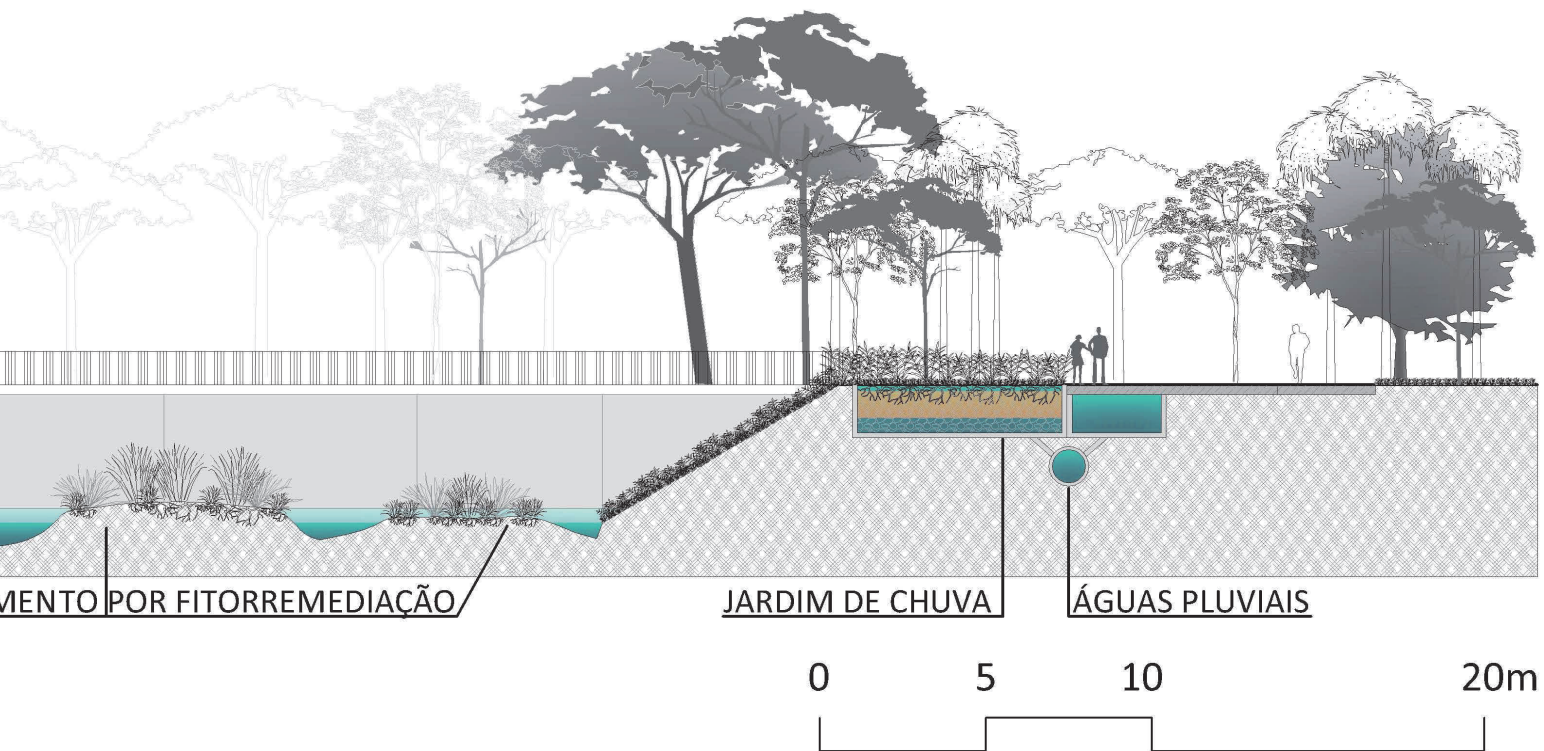 MENTO POR FITORREMEDIAÇÃO
JARDIM DE CHUVA
ÁGUAS PLUVIAIS
0 5 10 20m